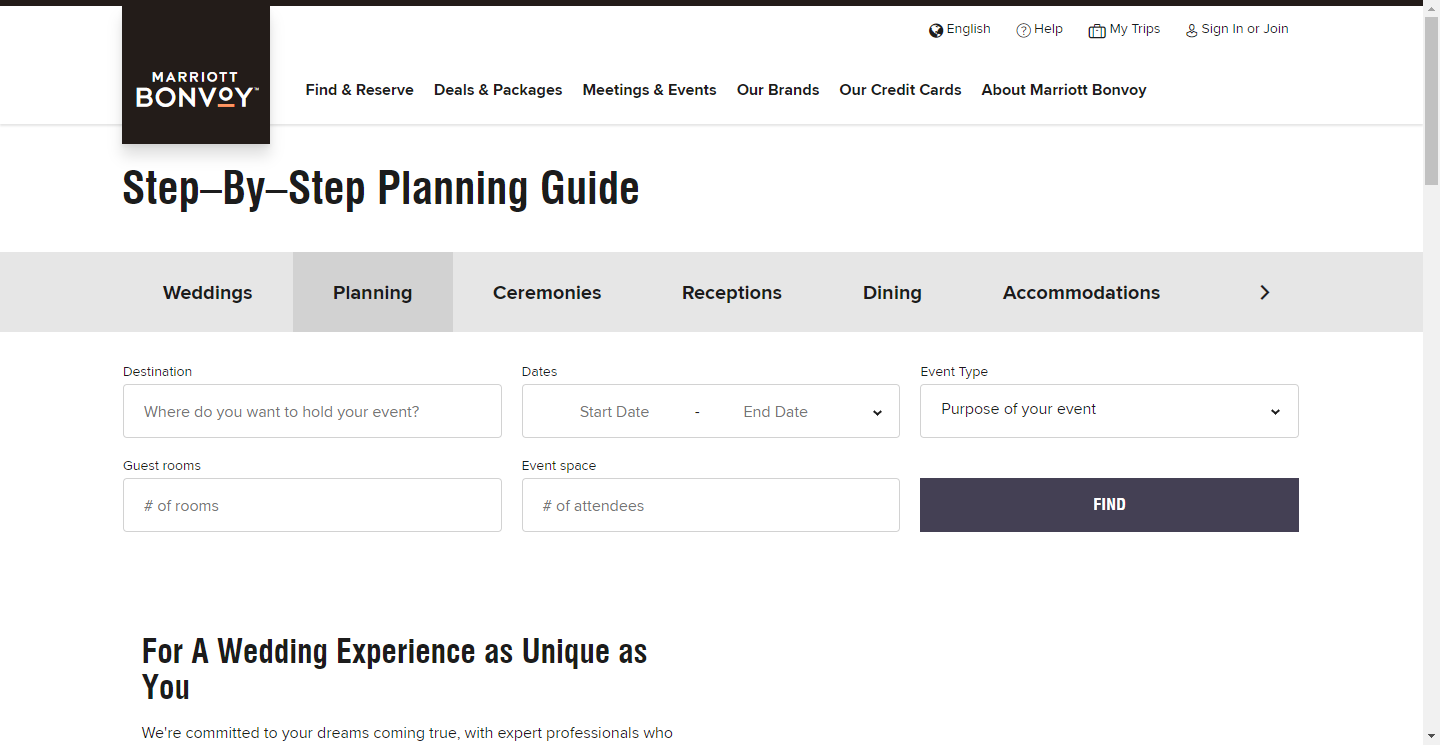 English
Help
My Trips
Sign In or Join
MARRIOTT
BONVOY™
Find & Reserve
Deals & Packages
Meetings & Events
Our Brands
Our Credit Cards
About Marriott Bonvoy
Step–By–Step Planning Guide
Weddings
Planning
Ceremonies
Receptions
Dining
Accommodations
Destination
Dates
Event Type
Where do you want to hold your event?
Start Date - End Date
Purpose of your event
Guest rooms
Event space
# of rooms
# of attendees
FIND
For A Wedding Experience as Unique as
You
We're committed to your dreams coming true, with expert professionals who